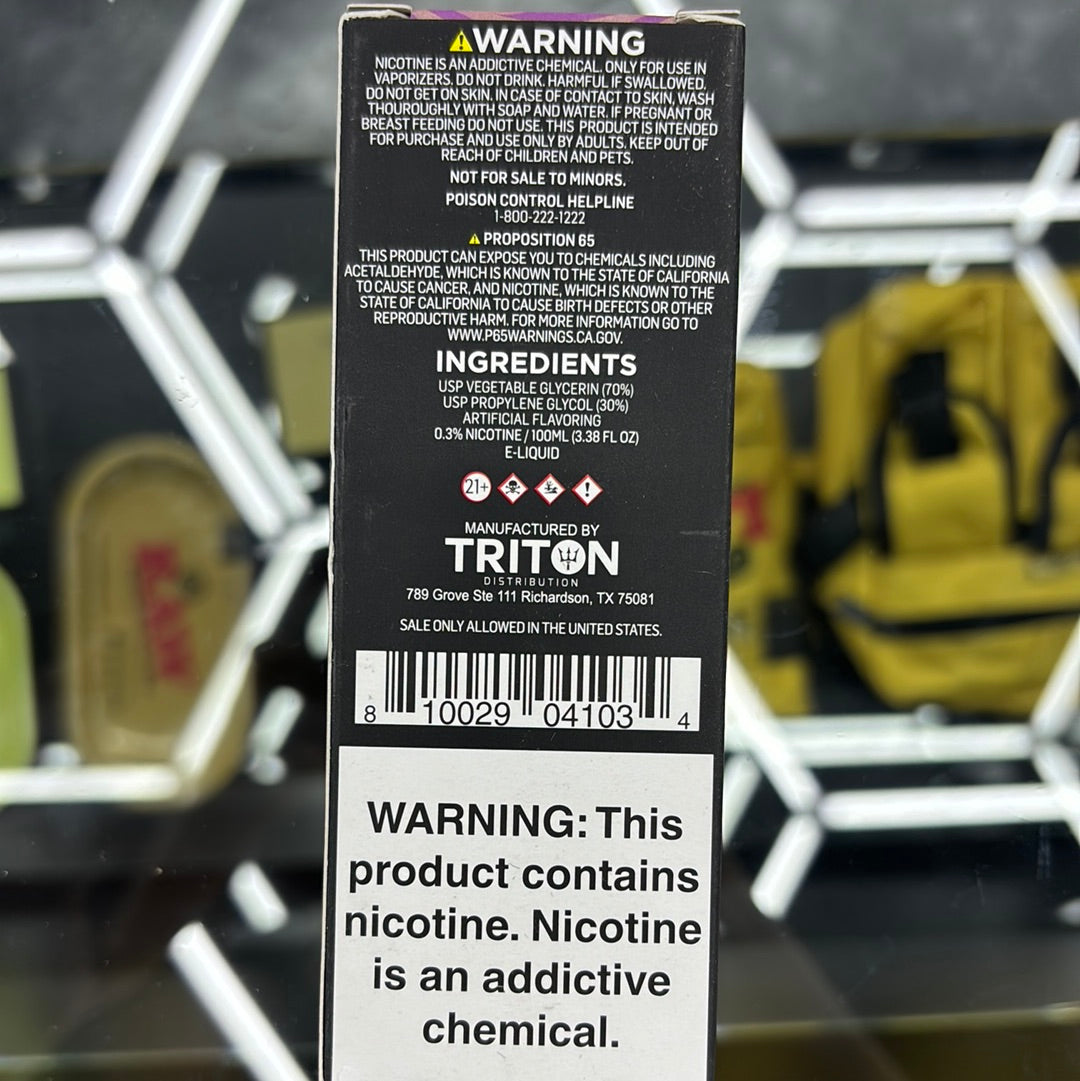 WARNING
NICOTINE IS AN ADDICTIVE CHEMICAL. ONLY FOR USE IN
VAPORIZERS. DO NOT DRINK. HARMFUL IF SWALLOWED.
DO NOT GET ON SKIN. IN CASE OF CONTACT TO SKIN, WASH
THOUROUGHLY WITH SOAP AND WATER. IF PREGNANT OR
BREAST FEEDING DO NOT USE. THIS PRODUCT IS INTENDED
FOR PURCHASE AND USE ONLY BY ADULTS, KEEP OUT OF
REACH OF CHILDREN AND PETS.
NOT FOR SALE TO MINORS.
POISON CONTROL HELPLINE
1-800-222-1222
PROPOSITION 65
THIS PRODUCT CAN EXPOSE YOU TO CHEMICALS INCLUDING
ACETALDEHYDE, WHICH IS KNOWN TO THE STATE OF CALIFORNIA
TO CAUSE CANCER, AND NICOTINE, WHICH IS KNOWN TO THE
STATE OF CALIFORNIA TO CAUSE BIRTH DEFECTS OR OTHER
REPRODUCTIVE HARM. FOR MORE INFORMATION GO TO
WWW.P65WARNINGS.CA.GOV.
INGREDIENTS
USP VEGETABLE GLYCERIN (70%)
USP PROPYLENE GLYCOL (30%)
ARTIFICIAL FLAVORING
0.3% NICOTINE / 100ML (3.38 FL OZ)
E-LIQUID
21+
MANUFACTURED BY
TRITON
DISTRIBUTION
789 Grove Ste 111 Richardson, TX 75081
SALE ONLY ALLOWED IN THE UNITED STATES.
8 10029 04103 4
WARNING: This
product contains
nicotine. Nicotine
is an addictive
chemical.
RAW